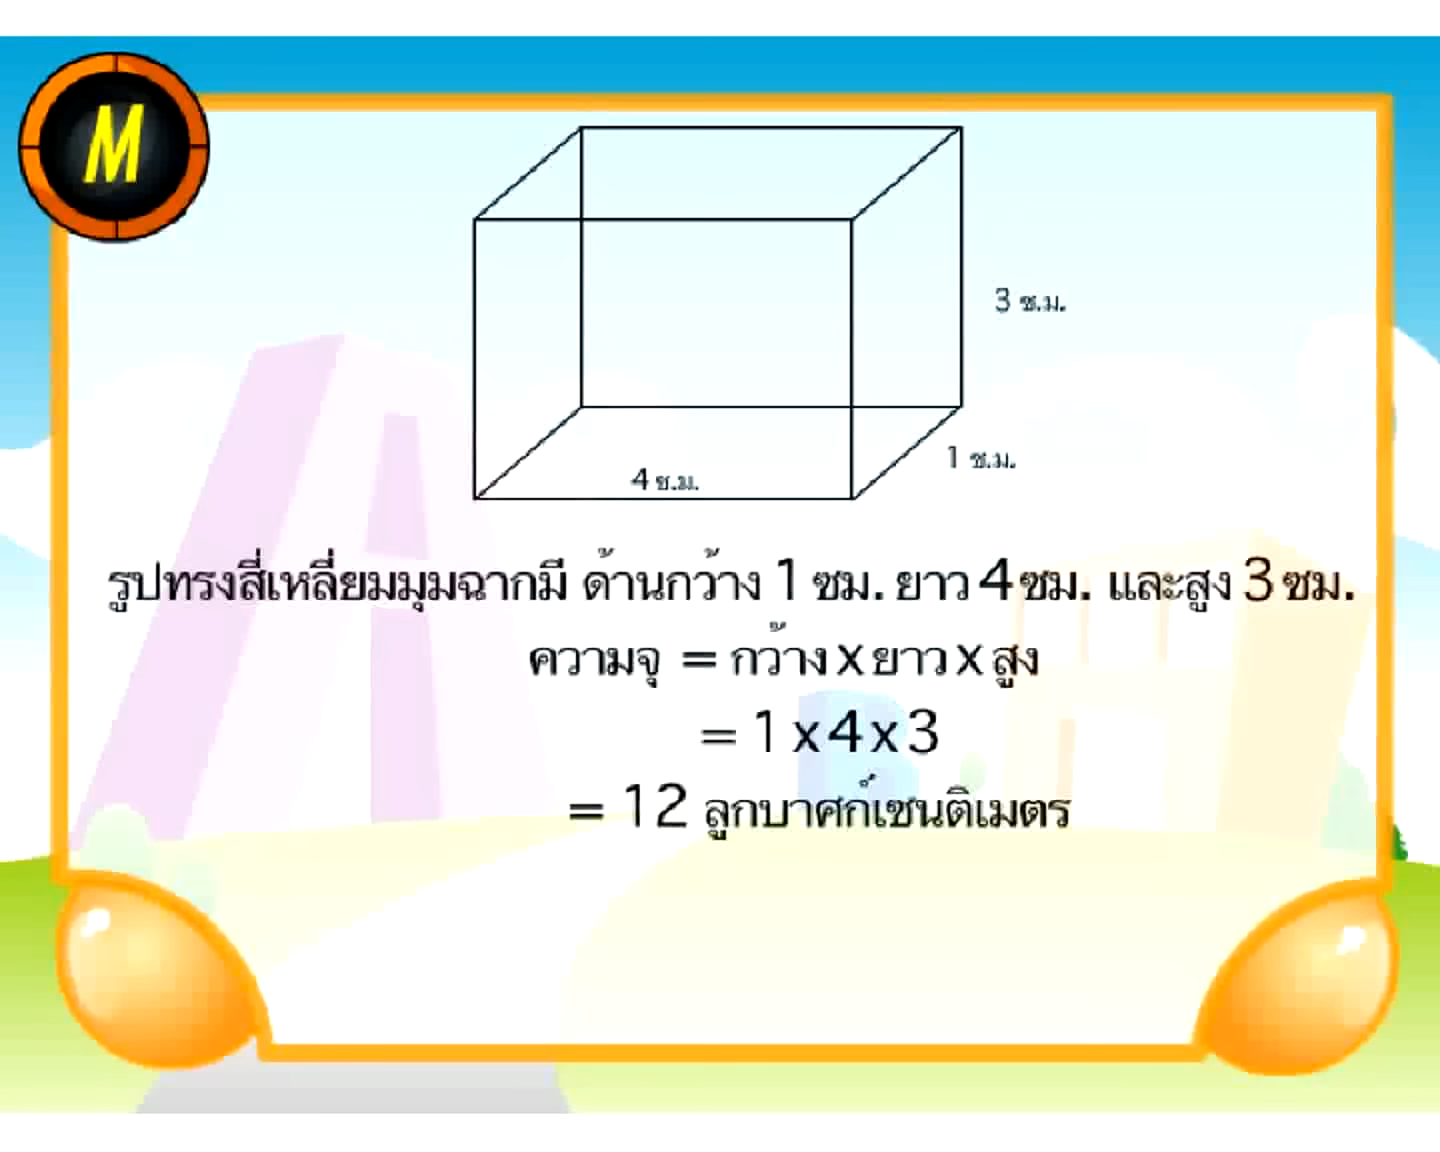 M
3 ซ.ม.
1 ซ.ม.
4 ซ.ม.
รูปทรงสี่เหลี่ยมมุมฉากมี ด้านกว้าง 1 ซม. ยาว 4 ซม. และสูง 3 ซม.
ความจุ = กว้าง x ยาว x สูง
= 1 x 4 x 3
= 12 ลูกบาศก์เซนติเมตร